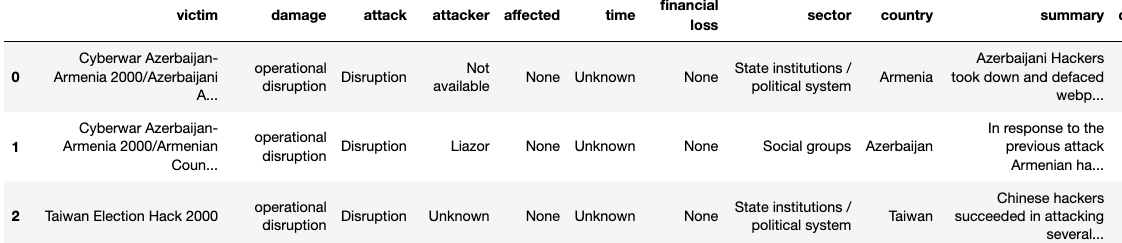 victim damage attack attacker affected time financial loss sector country summary
0 Cyberwar Azerbaijan-Armenia 2000/Azerbaijani A... operational disruption Disruption Not available None Unknown None State institutions / political system Armenia Azerbaijani Hackers took down and defaced webp...
1 Cyberwar Azerbaijan-Armenia 2000/Armenian Coun... operational disruption Disruption Liazor None Unknown None Social groups Azerbaijan In response to the previous attack Armenian ha...
2 Taiwan Election Hack 2000 operational disruption Disruption Unknown None Unknown None State institutions / political system Taiwan Chinese hackers succeeded in attacking several...